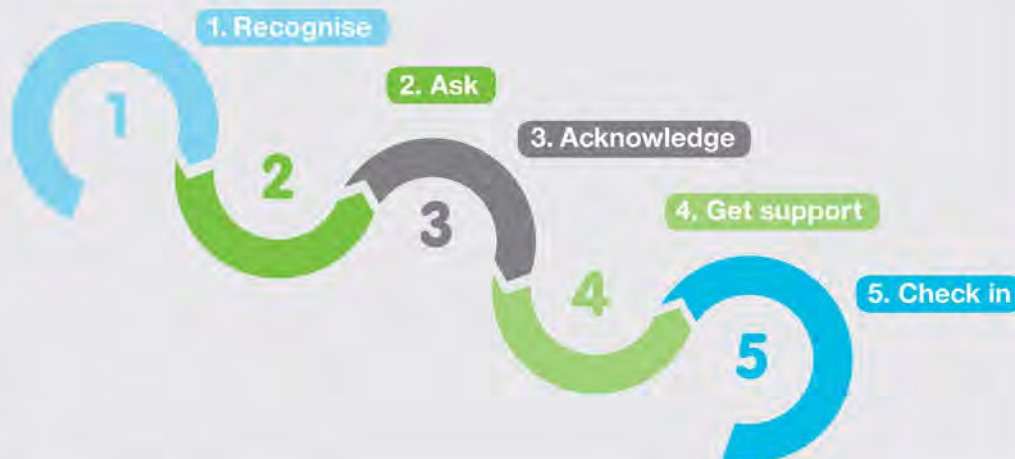 1. Recognise
1
2. Ask
2
3. Acknowledge
3
4. Get support
4
5. Check in
5